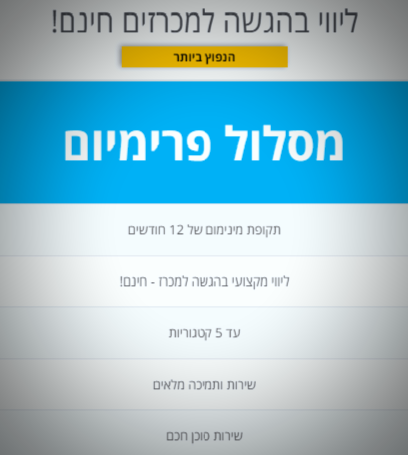 ליווי בהגשה למכרזים חינם!
הנפוץ ביותר
מסלול פרימיום
תקופת מינימום של 12 חודשים
ליווי מקצועי בהגשה למכרז - חינם!
עד 5 קטגוריות
שירות ותמיכה מלאים
שירות סוכן חכם